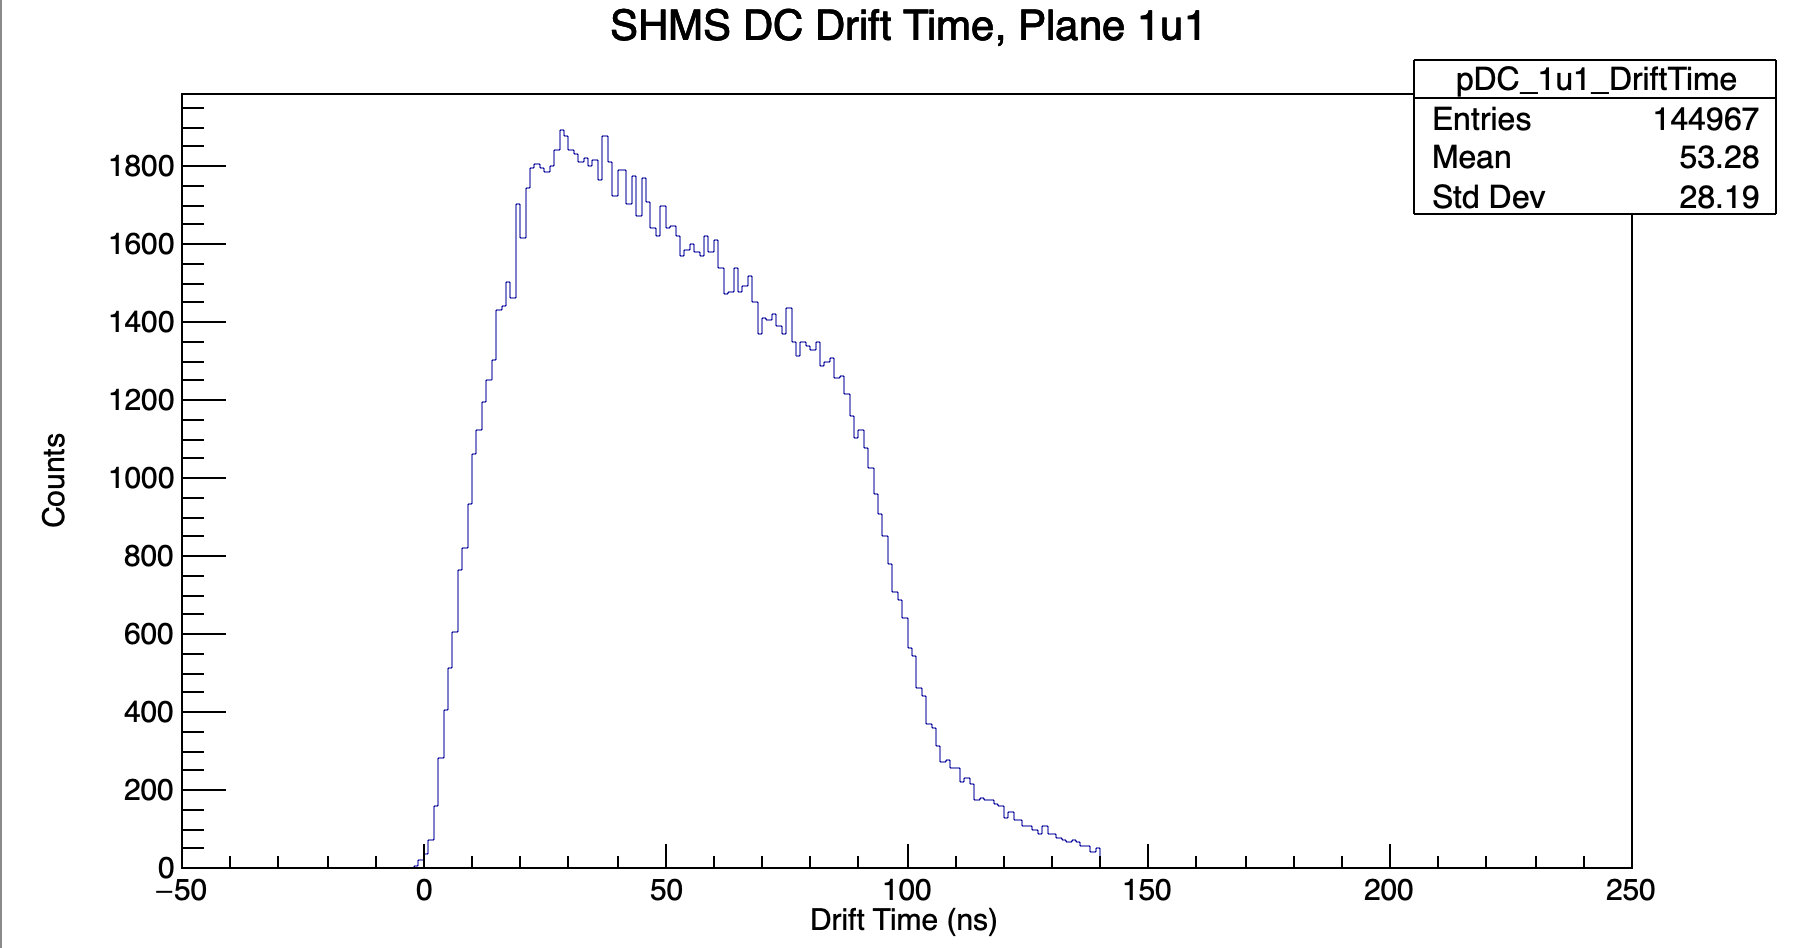 SHMS DC Drift Time, Plane 1u1
pDC_1u1_DriftTime
Entries 144967
Mean 53.28
Std Dev 28.19
1800
1600
1400
1200
1000
800
600
400
200
0
Counts
−50 0 50 100 150 200 250
Drift Time (ns)